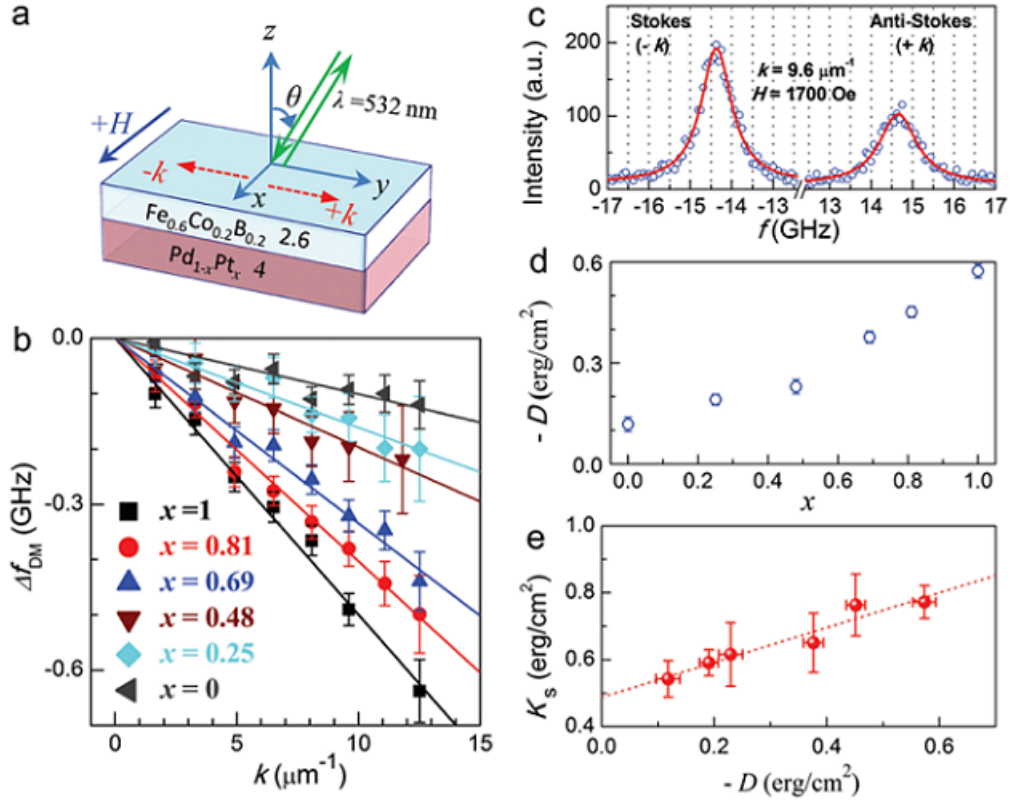 a
z
θ
λ =532 nm
+H
-k
+k
x
y
Fe0.6Co0.2B0.2 2.6
Pd1-xPtx 4
b
0.0
-0.3
-0.6
ΔfDM (GHz)
x =1
x = 0.81
x = 0.69
x = 0.48
x = 0.25
x = 0
0 5 10 15
k (μm-1)
c
Stokes
(- k)
Anti-Stokes
(+ k)
k = 9.6 μm-1
H = 1700 Oe
Intensity (a.u.)
200
100
0
-17 -16 -15 -14 -13 13 14 15 16 17
f (GHz)
d
- D (erg/cm2)
0.6
0.3
0.0
0.0 0.2 0.4 0.6 0.8 1.0
x
e
Ks (erg/cm2)
1.0
0.8
0.6
0.4
0.0 0.2 0.4 0.6
- D (erg/cm2)